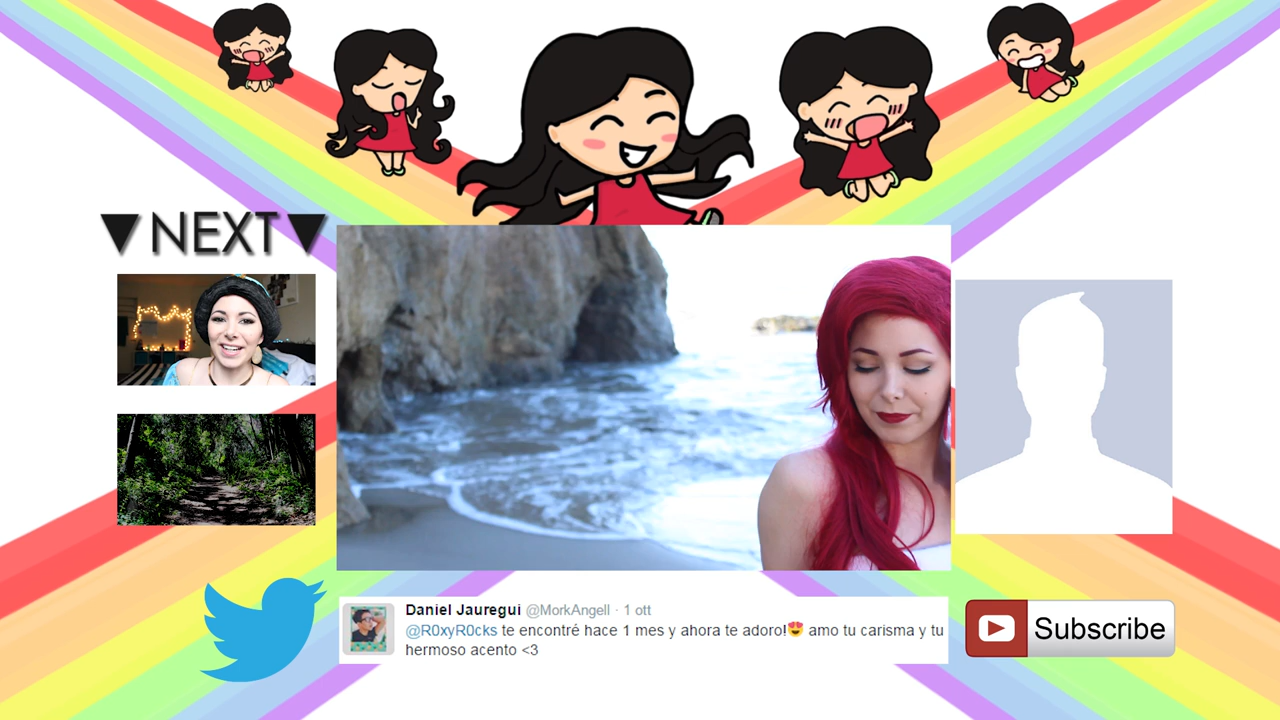 ▼NEXT▼
Daniel Jauregui @MorkAngell · 1 ott
@R0xyR0cks te encontré hace 1 mes y ahora te adoro!😍 amo tu carisma y tu
hermoso acento <3
Subscribe